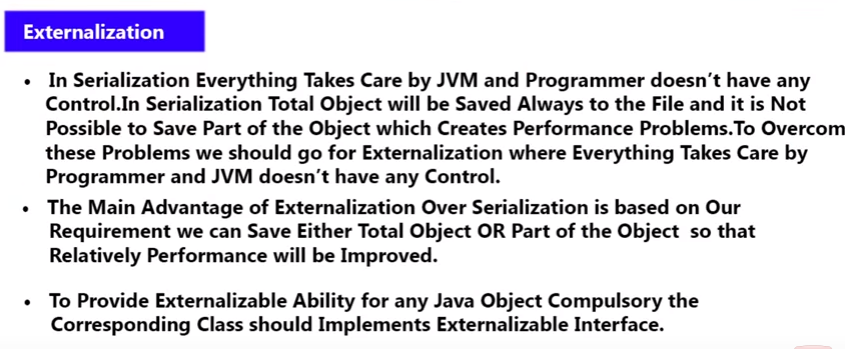 Externalization
• In Serialization Everything Takes Care by JVM and Programmer doesn't have any
Control.In Serialization Total Object will be Saved Always to the File and it is Not
Possible to Save Part of the Object which Creates Performance Problems.To Overcom
these Problems we should go for Externalization where Everything Takes Care by
Programmer and JVM doesn't have any Control.
• The Main Advantage of Externalization Over Serialization is based on Our
Requirement we can Save Either Total Object OR Part of the Object so that
Relatively Performance will be Improved.
• To Provide Externalizable Ability for any Java Object Compulsory the
Corresponding Class should Implements Externalizable Interface.